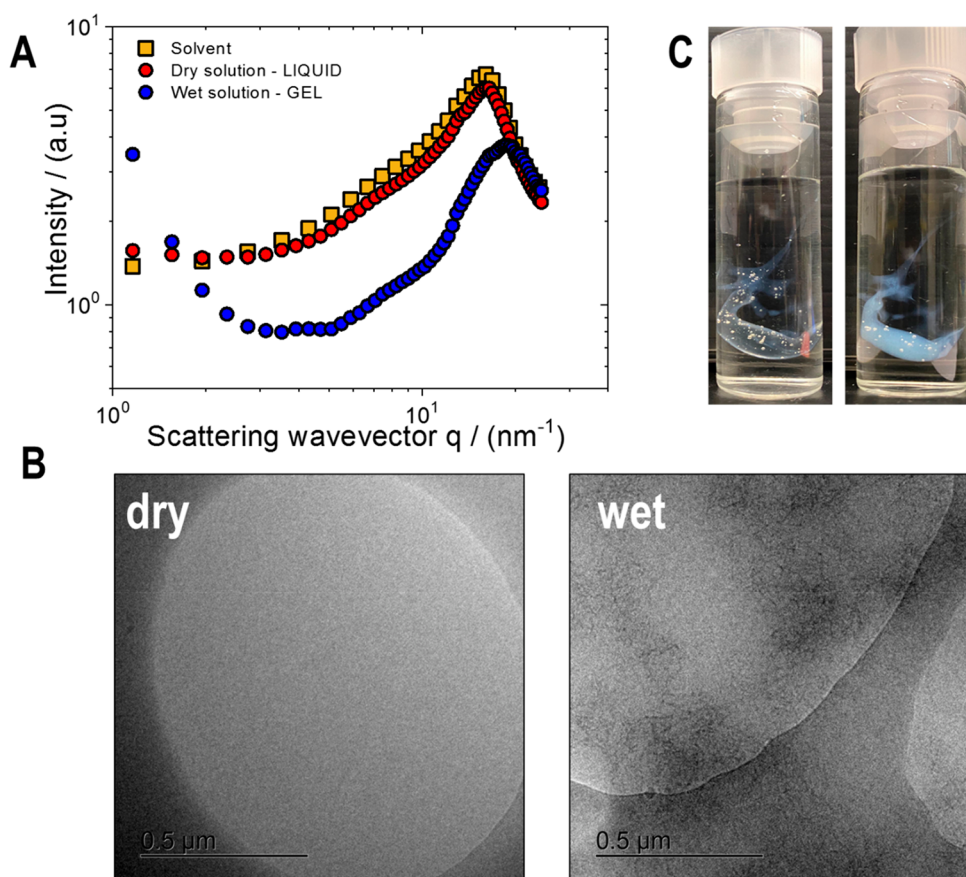 A
10¹
Solvent
Dry solution - LIQUID
Wet solution - GEL
Intensity / (a.u)
10⁰
10⁰
10¹
Scattering wavevector q / (nm⁻¹)
C
B
dry
0.5 µm
wet
0.5 µm